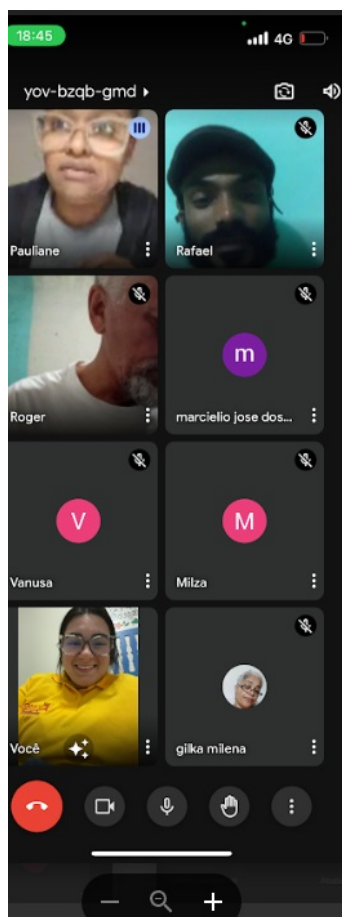 18:45
4G
yov-bzqb-gmd
Pauliane
Rafael
Roger
m
marcielio jose dos...
V
Vanusa
M
Milza
Você
gilka milena